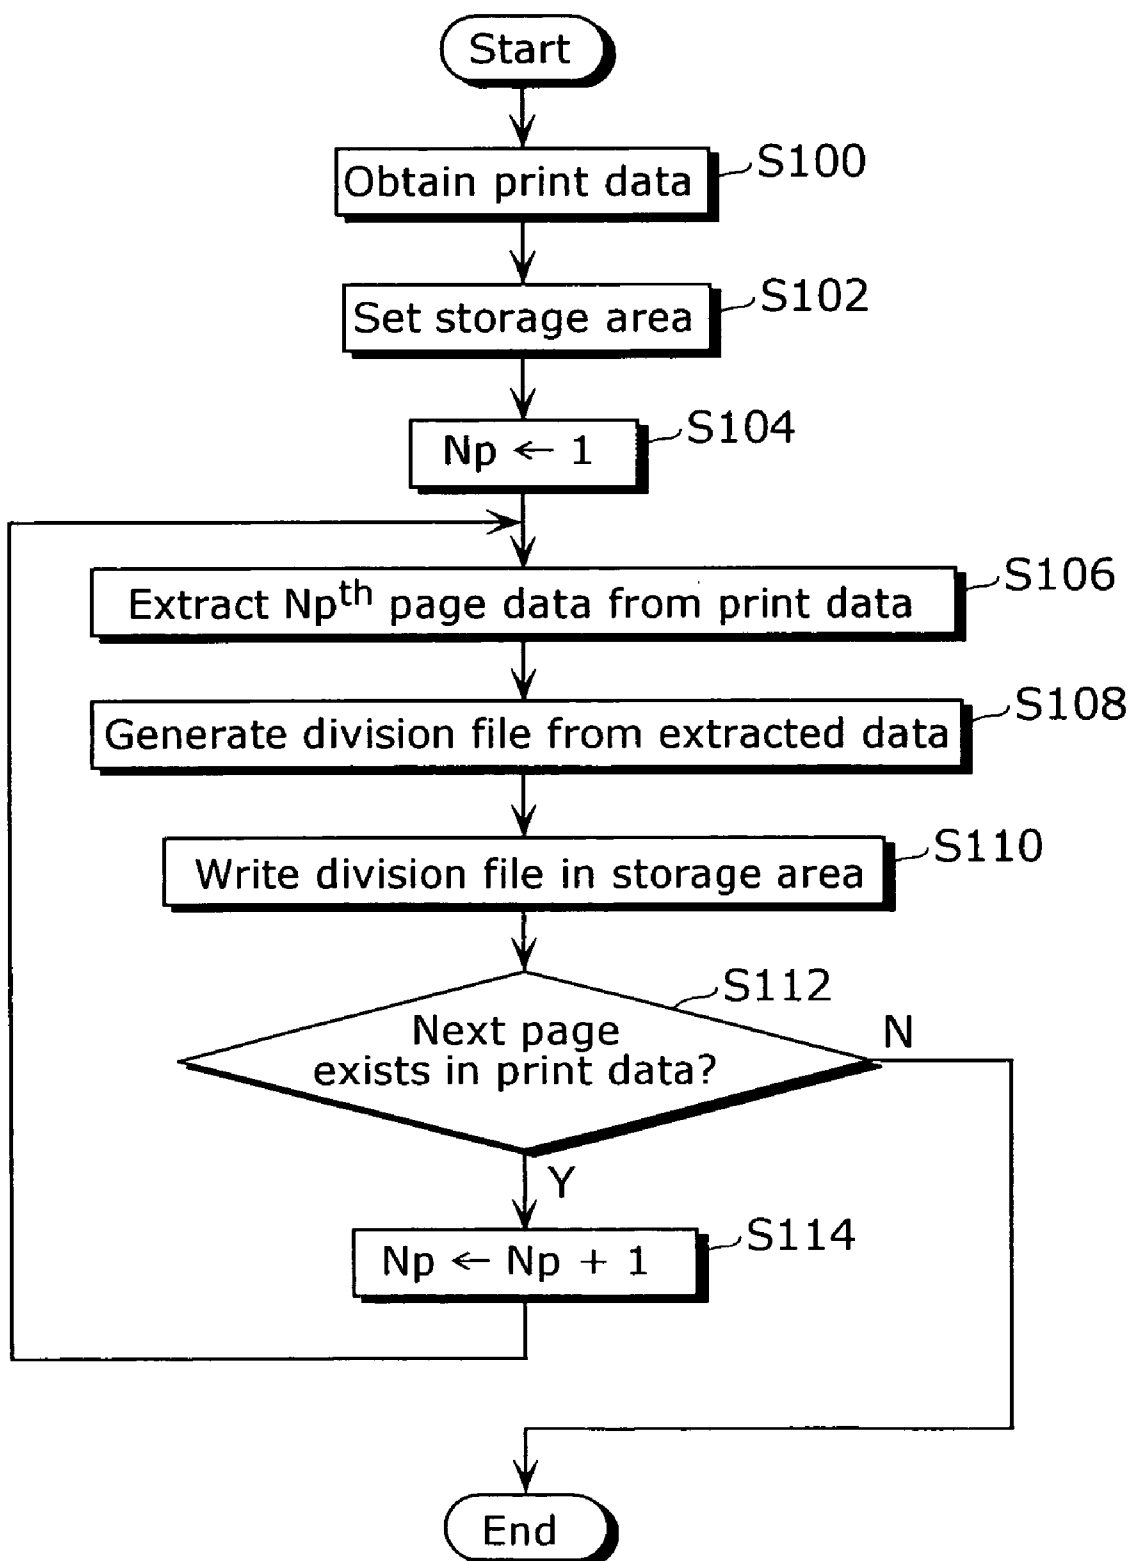 Start
Obtain print data
S100
Set storage area
S102
Np ← 1
S104
Extract Npth page data from print data
S106
Generate division file from extracted data
S108
Write division file in storage area
S110
Next page
exists in print data?
S112
N
Y
Np ← Np + 1
S114
End